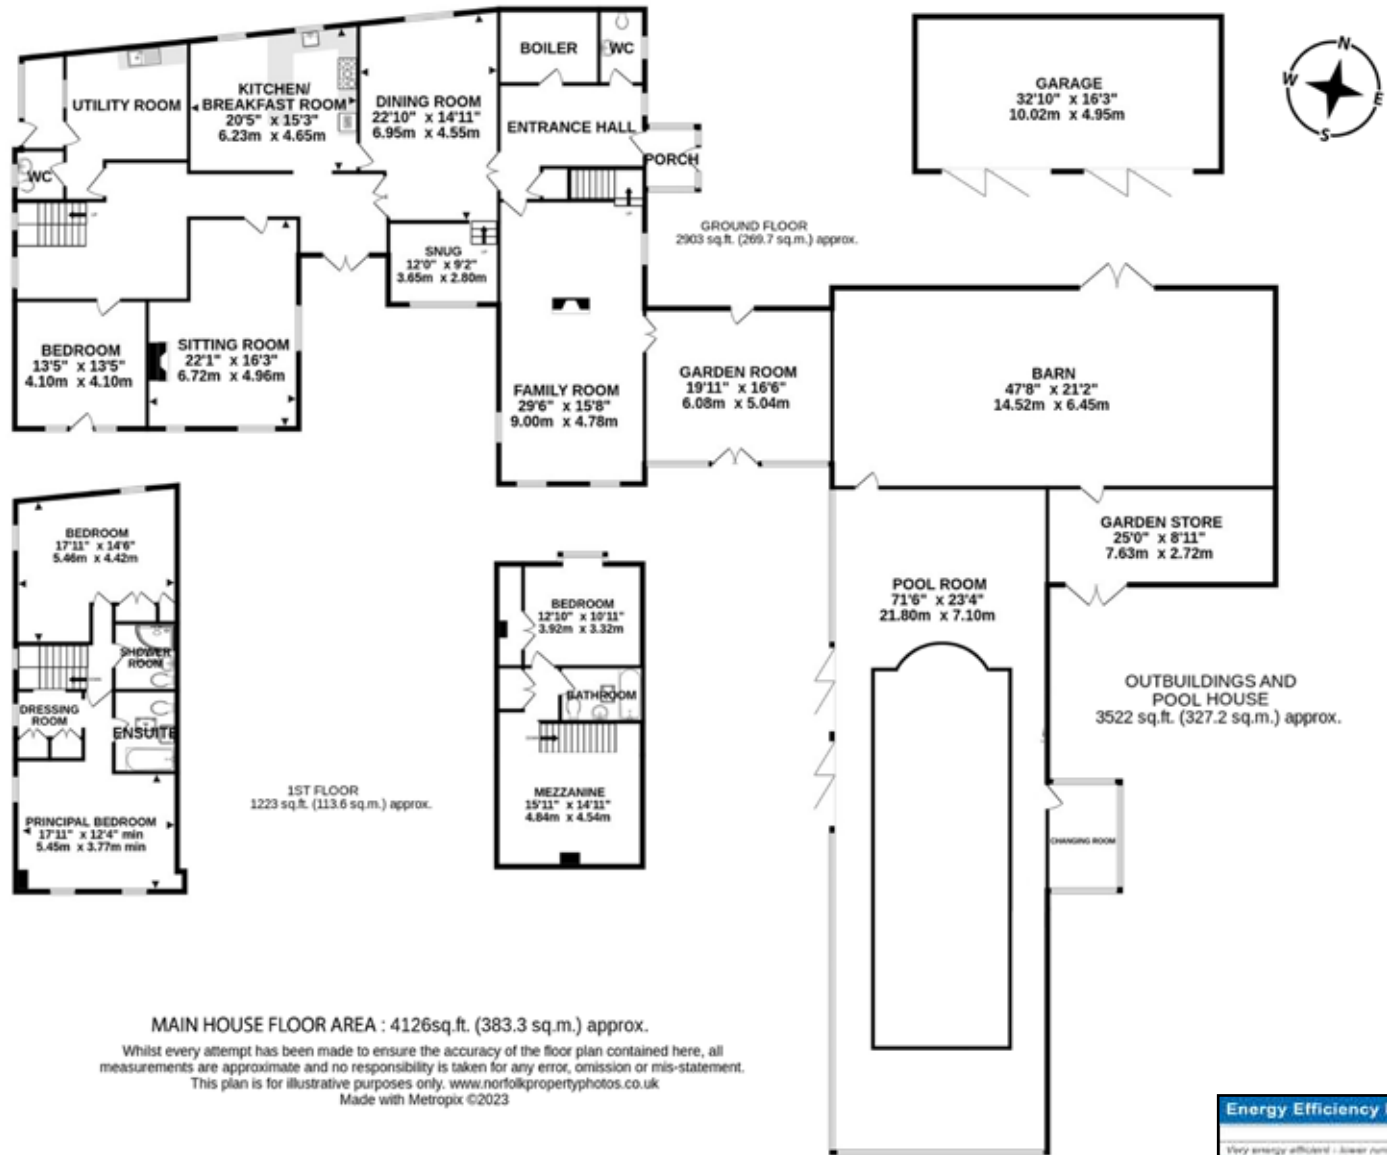 BOILER
WC
UTILITY ROOM
KITCHEN/
BREAKFAST ROOM
20'5" x 15'3"
6.23m x 4.65m
DINING ROOM
22'10" x 14'11"
6.95m x 4.55m
ENTRANCE HALL
PORCH
GARAGE
32'10" x 16'3"
10.02m x 4.95m
N
W
E
S
WC
GROUND FLOOR
2903 sq.ft. (269.7 sq.m.) approx.
SNUG
12'0" x 9'2"
3.65m x 2.80m
BEDROOM
13'5" x 13'5"
4.10m x 4.10m
SITTING ROOM
22'1" x 16'3"
6.72m x 4.96m
FAMILY ROOM
29'6" x 15'8"
9.00m x 4.78m
GARDEN ROOM
19'11" x 16'6"
6.08m x 5.04m
BARN
47'8" x 21'2"
14.52m x 6.45m
GARDEN STORE
25'0" x 8'11"
7.63m x 2.72m
POOL ROOM
71'6" x 23'4"
21.80m x 7.10m
BEDROOM
17'11" x 14'6"
5.46m x 4.42m
SHOWER
ROOM
DRESSING
ROOM
ENSUITE
PRINCIPAL BEDROOM
17'11" x 12'4" min
5.45m x 3.77m min
1ST FLOOR
1223 sq.ft. (113.6 sq.m.) approx.
BEDROOM
12'10" x 10'11"
3.92m x 3.32m
BATHROOM
MEZZANINE
15'11" x 14'11"
4.84m x 4.54m
OUTBUILDINGS AND
POOL HOUSE
3522 sq.ft. (327.2 sq.m.) approx.
CHANGING ROOM
MAIN HOUSE FLOOR AREA : 4126sq.ft. (383.3 sq.m.) approx.
Whilst every attempt has been made to ensure the accuracy of the floor plan contained here, all
measurements are approximate and no responsibility is taken for any error, omission or mis-statement.
This plan is for illustrative purposes only. www.norfolkpropertyphotos.co.uk
Made with Metropix ©2023
Energy Efficiency
Very energy efficient - lower